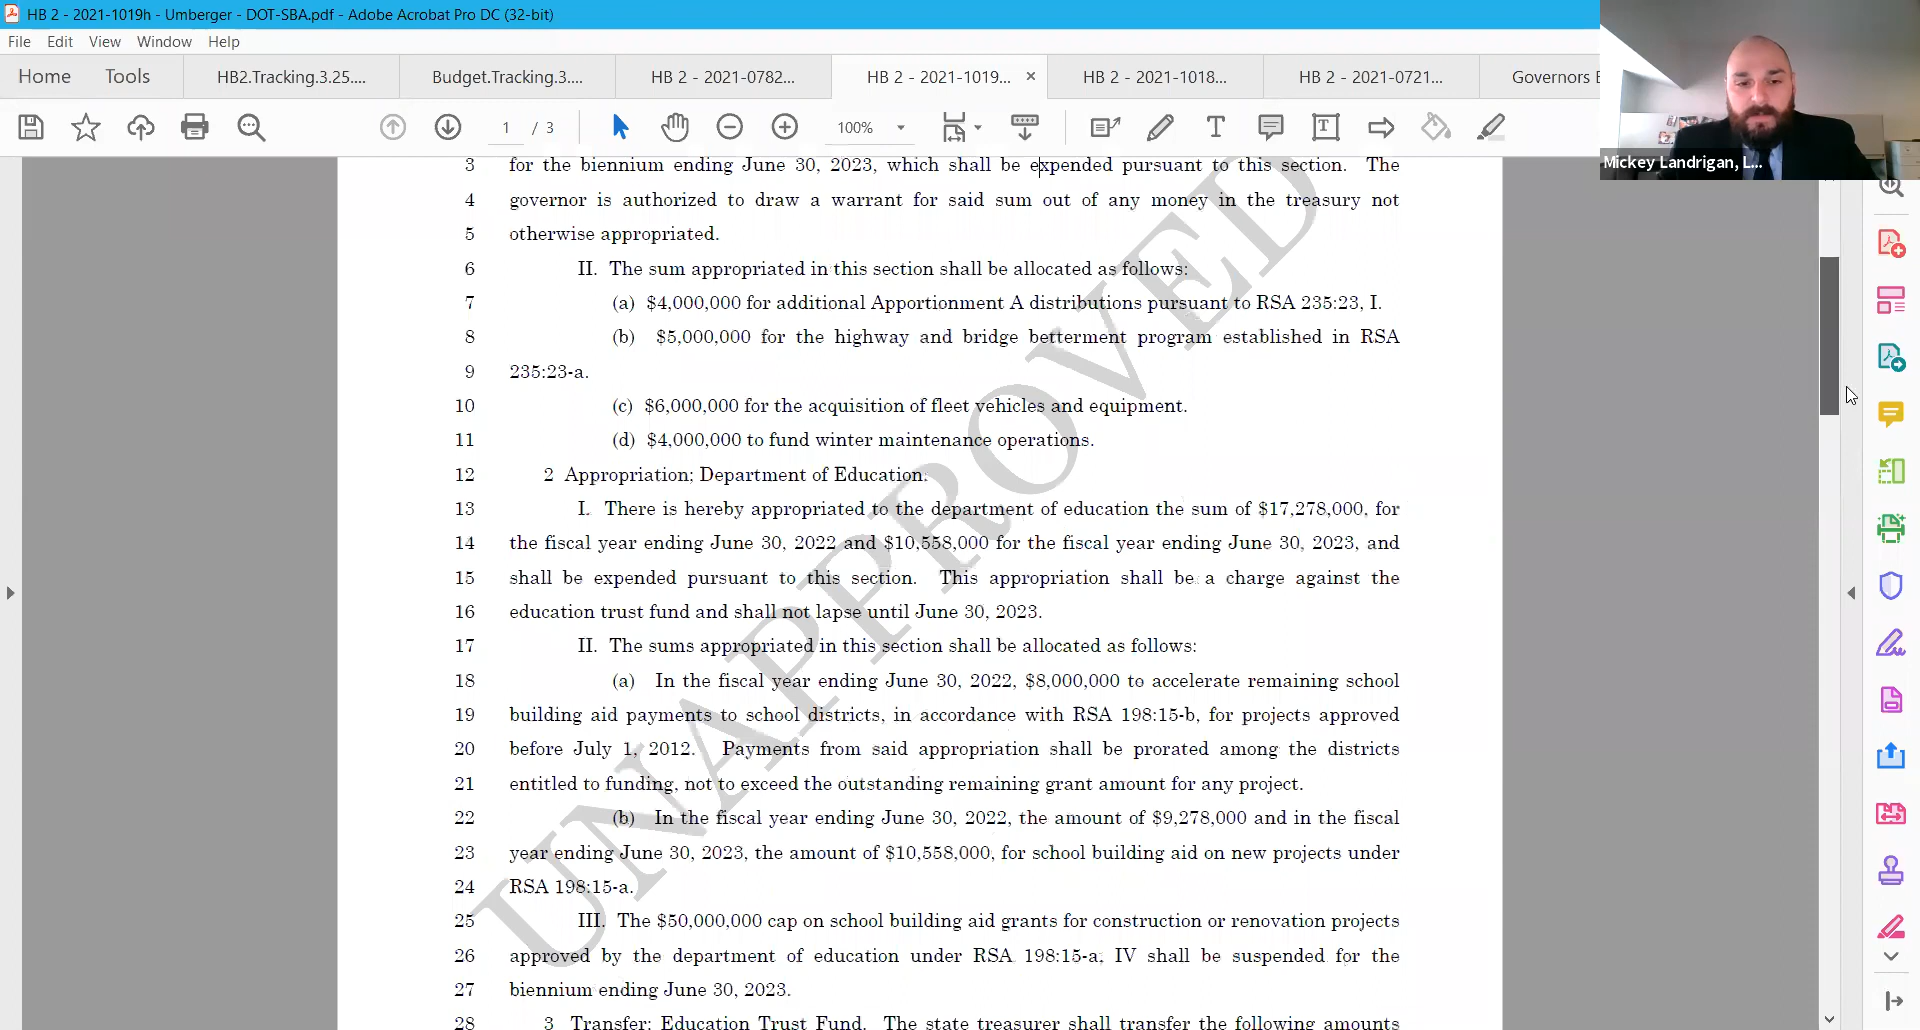 HB 2 - 2021-1019h - Umberger - DOT-SBA.pdf - Adobe Acrobat Pro DC (32-bit)
File Edit View Window Help
Home Tools HB2.Tracking.3.25.... Budget.Tracking.3.... HB 2 - 2021-0782... HB 2 - 2021-1019... × HB 2 - 2021-1018... HB 2 - 2021-0721... Governors
1 / 3 100%
Mickey Landrigan, L...
3 for the biennium ending June 30, 2023, which shall be expended pursuant to this section. The
4 governor is authorized to draw a warrant for said sum out of any money in the treasury not
5 otherwise appropriated.
6 II. The sum appropriated in this section shall be allocated as follows:
7 (a) $4,000,000 for additional Apportionment A distributions pursuant to RSA 235:23, I.
8 (b) $5,000,000 for the highway and bridge betterment program established in RSA
9 235:23-a.
10 (c) $6,000,000 for the acquisition of fleet vehicles and equipment.
11 (d) $4,000,000 to fund winter maintenance operations.
12 2 Appropriation; Department of Education.
13 I. There is hereby appropriated to the department of education the sum of $17,278,000, for
14 the fiscal year ending June 30, 2022 and $10,558,000 for the fiscal year ending June 30, 2023, and
15 shall be expended pursuant to this section. This appropriation shall be a charge against the
16 education trust fund and shall not lapse until June 30, 2023.
17 II. The sums appropriated in this section shall be allocated as follows:
18 (a) In the fiscal year ending June 30, 2022, $8,000,000 to accelerate remaining school
19 building aid payments to school districts, in accordance with RSA 198:15-b, for projects approved
20 before July 1, 2012. Payments from said appropriation shall be prorated among the districts
21 entitled to funding, not to exceed the outstanding remaining grant amount for any project.
22 (b) In the fiscal year ending June 30, 2022, the amount of $9,278,000 and in the fiscal
23 year ending June 30, 2023, the amount of $10,558,000, for school building aid on new projects under
24 RSA 198:15-a.
25 III. The $50,000,000 cap on school building aid grants for construction or renovation projects
26 approved by the department of education under RSA 198:15-a, IV shall be suspended for the
27 biennium ending June 30, 2023.
28 3 Transfer; Education Trust Fund. The state treasurer shall transfer the following amounts
UNAPPROVED